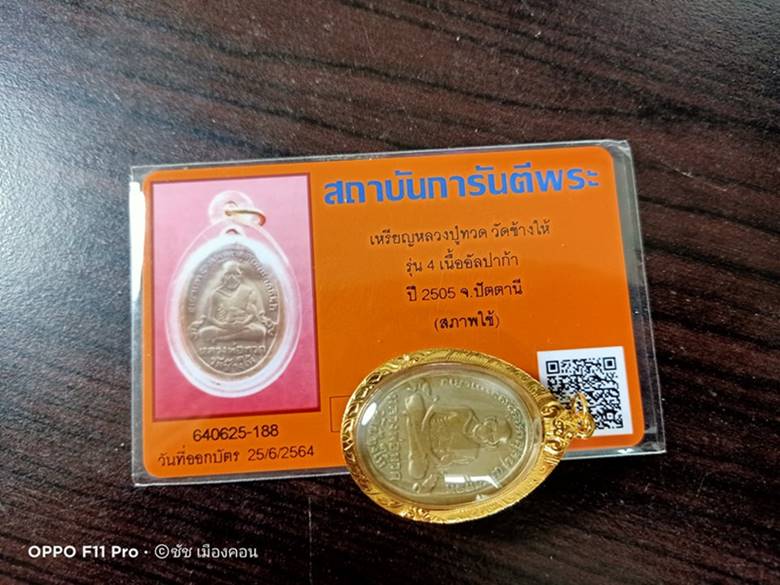 สถาบันการันตีพระ
เหรียญหลวงปู่ทวด วัดช้างให้
รุ่น 4 เนื้ออัลปาก้า
ปี 2505 จ.ปัตตานี
(สภาพใช้)
640625-188
วันที่ออกบัตร 25/6/2564
OPPO F11 Pro · ⓒชัช เมืองคอน